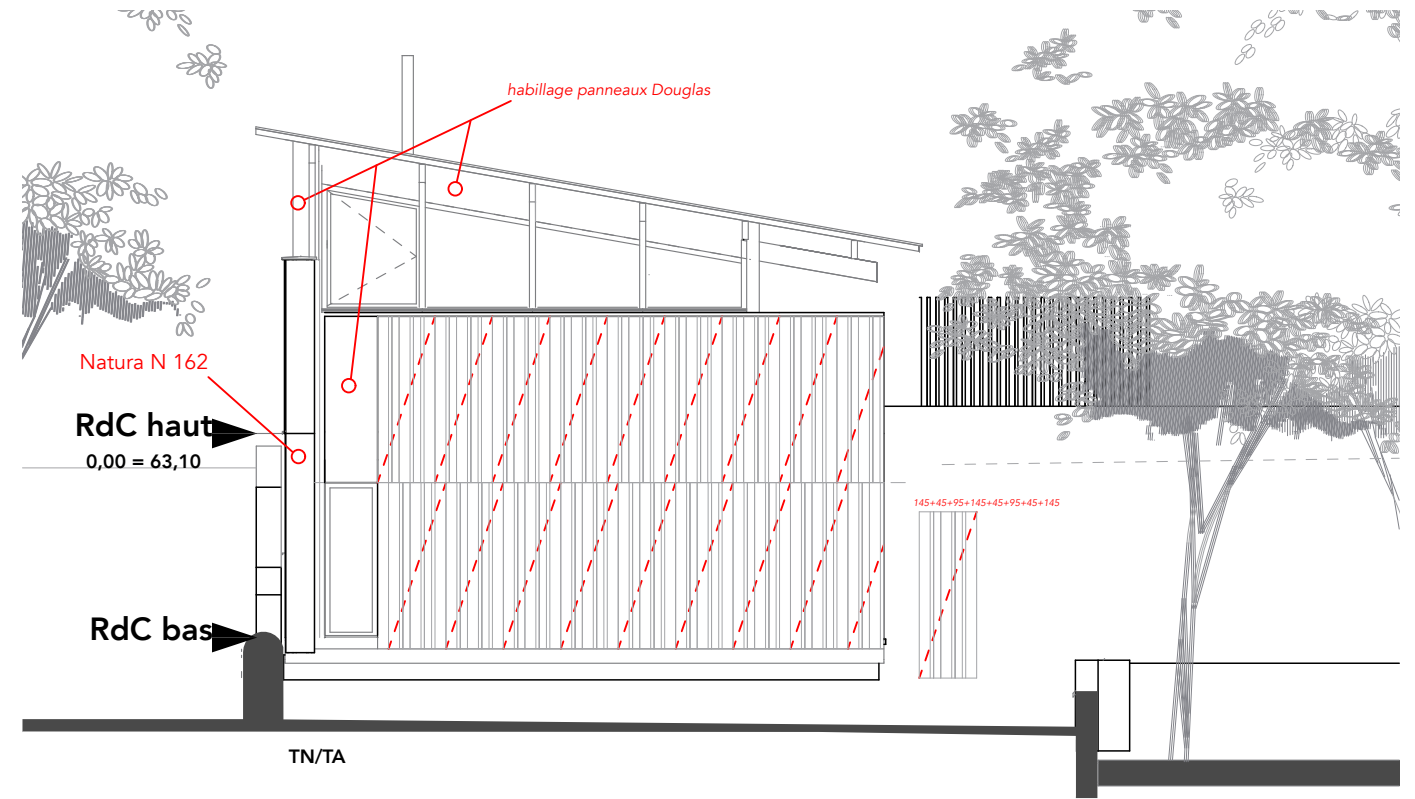 habillage panneaux Douglas
Natura N 162
RdC haut
0,00 = 63,10
145+45+95+145+45+95+45+145
RdC bas
TN/TA